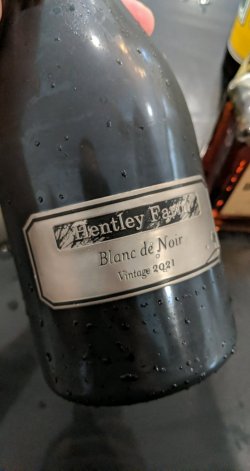 Hentley Farm
Blanc de Noir
Vintage 2021